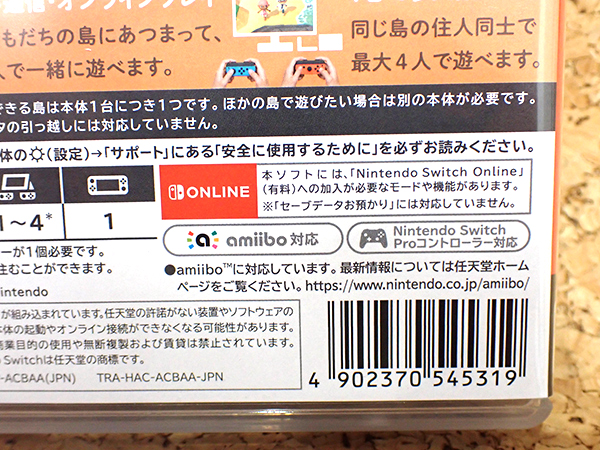 通信・オンラインプレイ
もだちの島にあつまって、
人で一緒に遊べます。
同じ島の住人同士で
最大4人で遊べます。
できる島は本体1台につき1つです。ほかの島で遊びたい場合は別の本体が必要です。
タの引っ越しには対応していません。
体の(設定)→「サポート」にある「安全に使用するために」を必ずお読みください。
1～4*
1
ONLINE
本ソフトには、「Nintendo Switch Online」
(有料)への加入が必要なモードや機能があります。
※「セーブデータお預かり」には対応していません。
amiibo 対応
Nintendo Switch
Proコントローラー対応
ーが1個必要です。
住むことができます。
●amiibo™に対応しています。最新情報については任天堂ホーム
ページをご覧ください。https://www.nintendo.co.jp/amiibo/
intendo
が組み込まれています。任天堂の許諾がない装置やソフトウェアの
体の起動やオンライン接続ができなくなる可能性があります。
商業目的の使用や無断複製および賃貸は禁止されています。
Switchは任天堂の商標です。
-ACBAA(JPN)
TRA-HAC-ACBAA-JPN
4 902370 545319